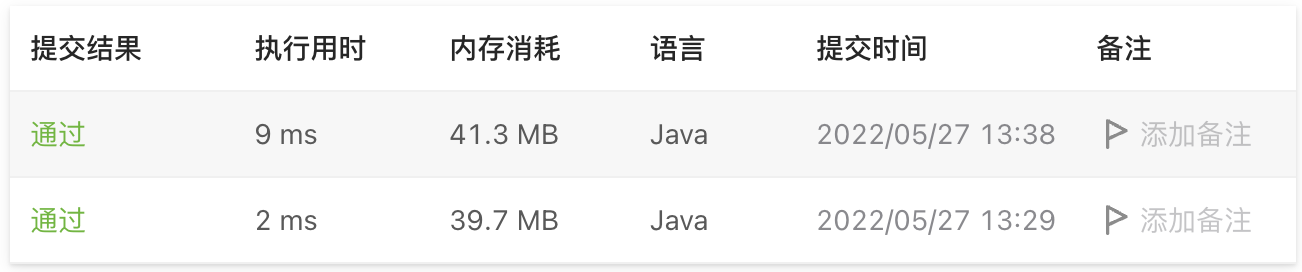 提交结果 执行用时 内存消耗 语言 提交时间 备注
通过 9 ms 41.3 MB Java 2022/05/27 13:38 添加备注
通过 2 ms 39.7 MB Java 2022/05/27 13:29 添加备注